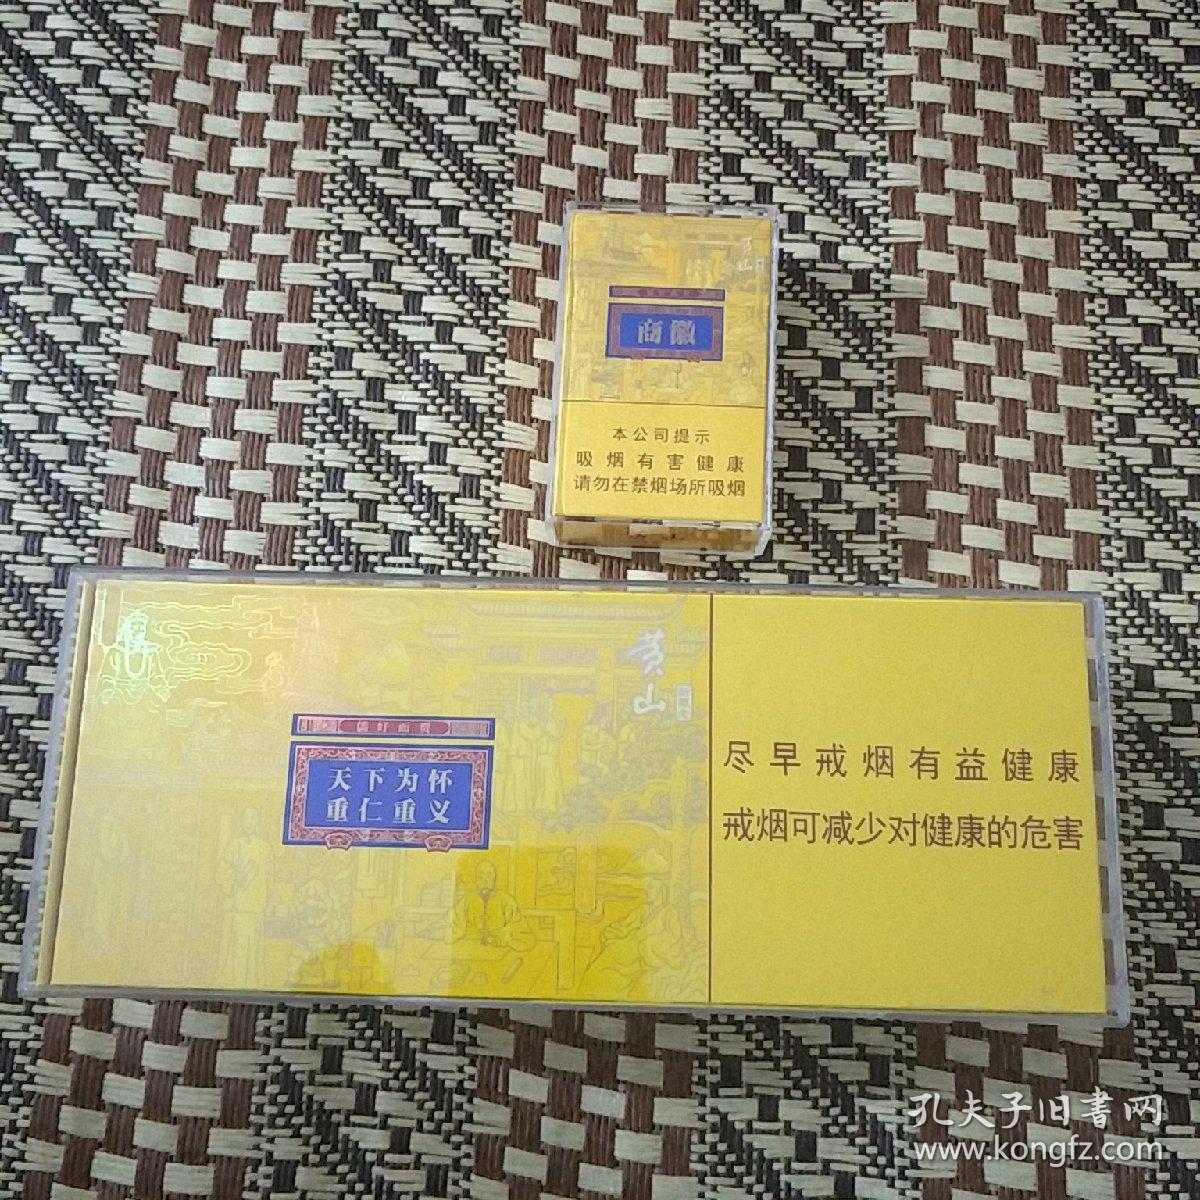 黄山
商徽
本公司提示
吸烟有害健康
请勿在禁烟场所吸烟
黄山
天下为怀
重仁重义
尽早戒烟有益健康
戒烟可减少对健康的危害
孔夫子旧書网
www.kongfz.com